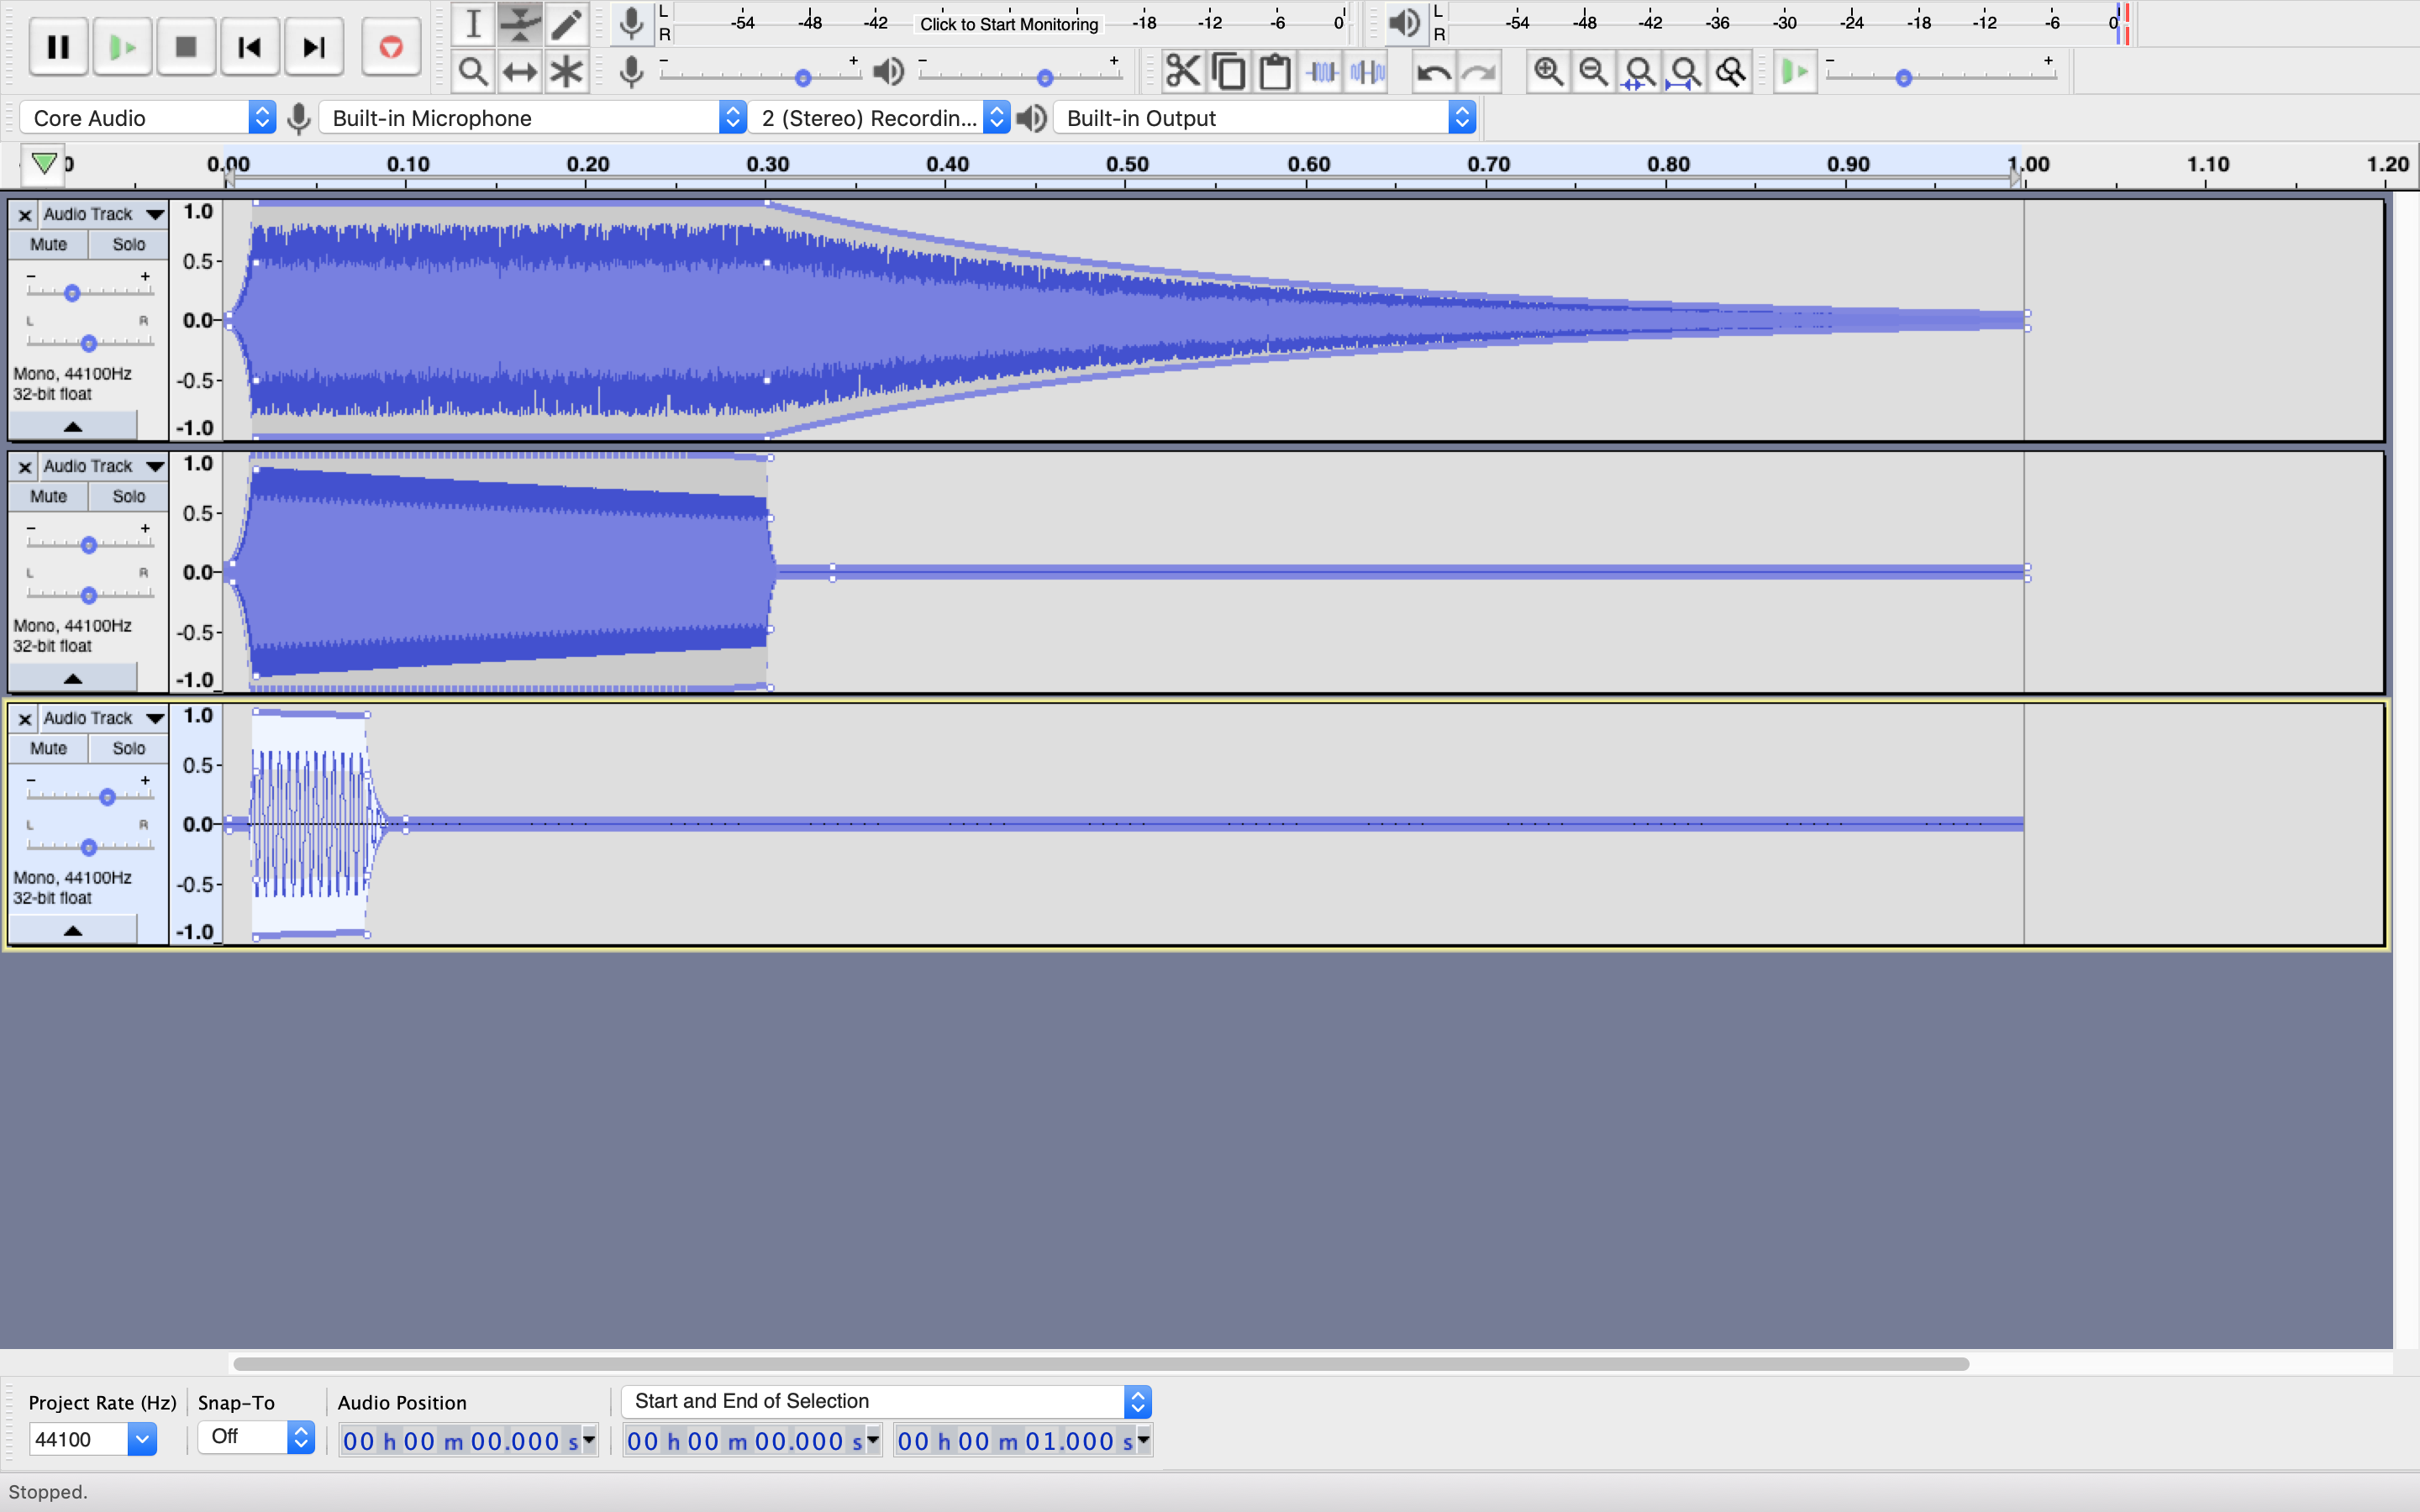 L
R
-54 -48 -42 Click to Start Monitoring -18 -12 -6 0
L
R
-54 -48 -42 -36 -30 -24 -18 -12 -6 0
- + - + - +
Core Audio Built-in Microphone 2 (Stereo) Recordin... Built-in Output
0 0.00 0.10 0.20 0.30 0.40 0.50 0.60 0.70 0.80 0.90 1.00 1.10 1.20
x Audio Track 1.0
Mute Solo
- + 0.5
L R 0.0
Mono, 44100Hz -0.5
32-bit float
-1.0
x Audio Track 1.0
Mute Solo
- + 0.5
L R 0.0
Mono, 44100Hz -0.5
32-bit float
-1.0
x Audio Track 1.0
Mute Solo
- + 0.5
L R 0.0
Mono, 44100Hz -0.5
32-bit float
-1.0
Project Rate (Hz) Snap-To Audio Position Start and End of Selection
44100 Off 00 h 00 m 00.000 s 00 h 00 m 00.000 s 00 h 00 m 01.000 s
Stopped.